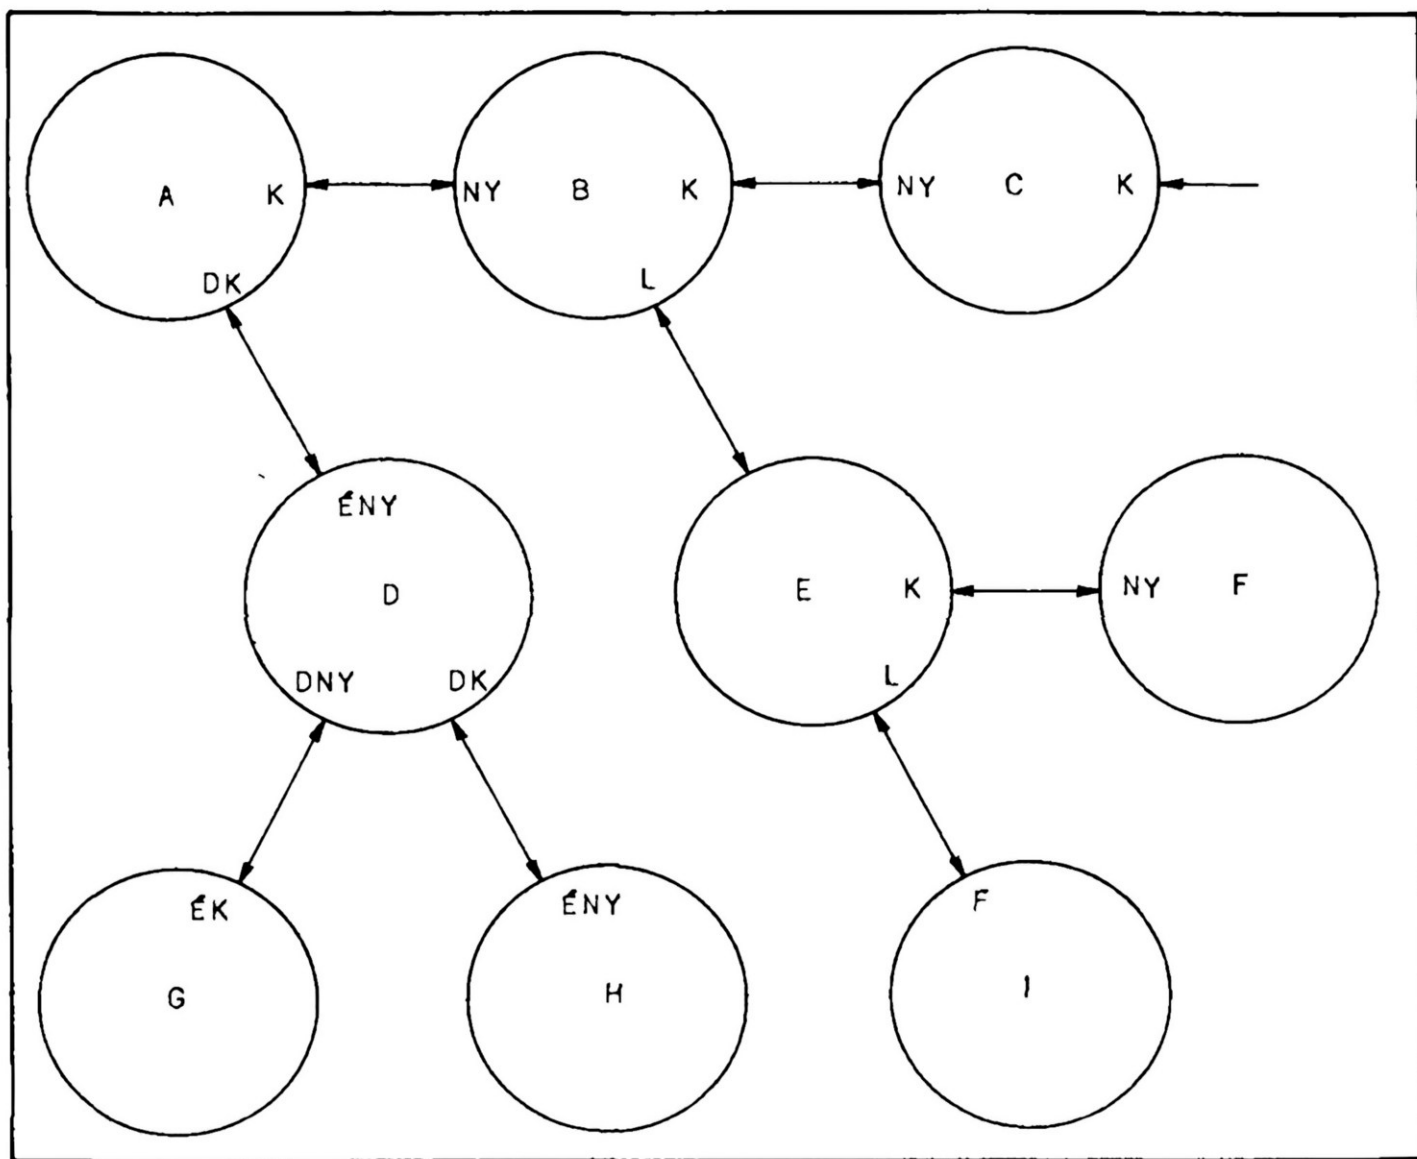 A K NY B K NY C K
DK L
ÉNY
D E K NY F
DNY DK L
ÉK ÉNY F
G H I